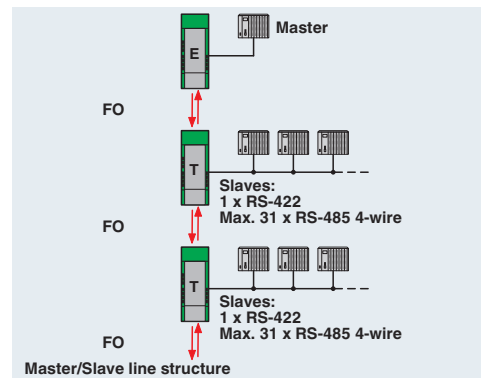 Master
E
FO
T
Slaves:
1 x RS-422
Max. 31 x RS-485 4-wire
FO
T
Slaves:
1 x RS-422
Max. 31 x RS-485 4-wire
FO
Master/Slave line structure